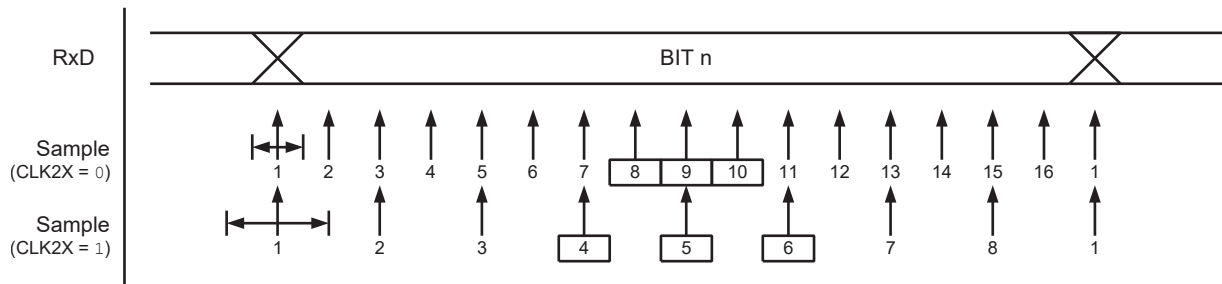 RxD BIT n
Sample
(CLK2X = 0) 1 2 3 4 5 6 7 8 9 10 11 12 13 14 15 16 1
Sample
(CLK2X = 1) 1 2 3 4 5 6 7 8 1